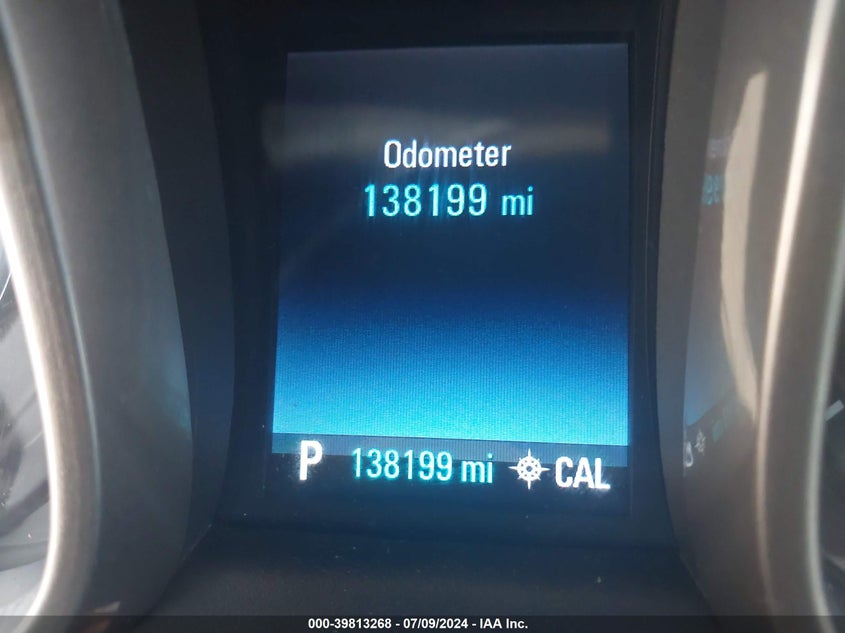 Odometer
138199 mi
P 138199 mi CAL
000-39813268 - 07/09/2024 - IAA Inc.